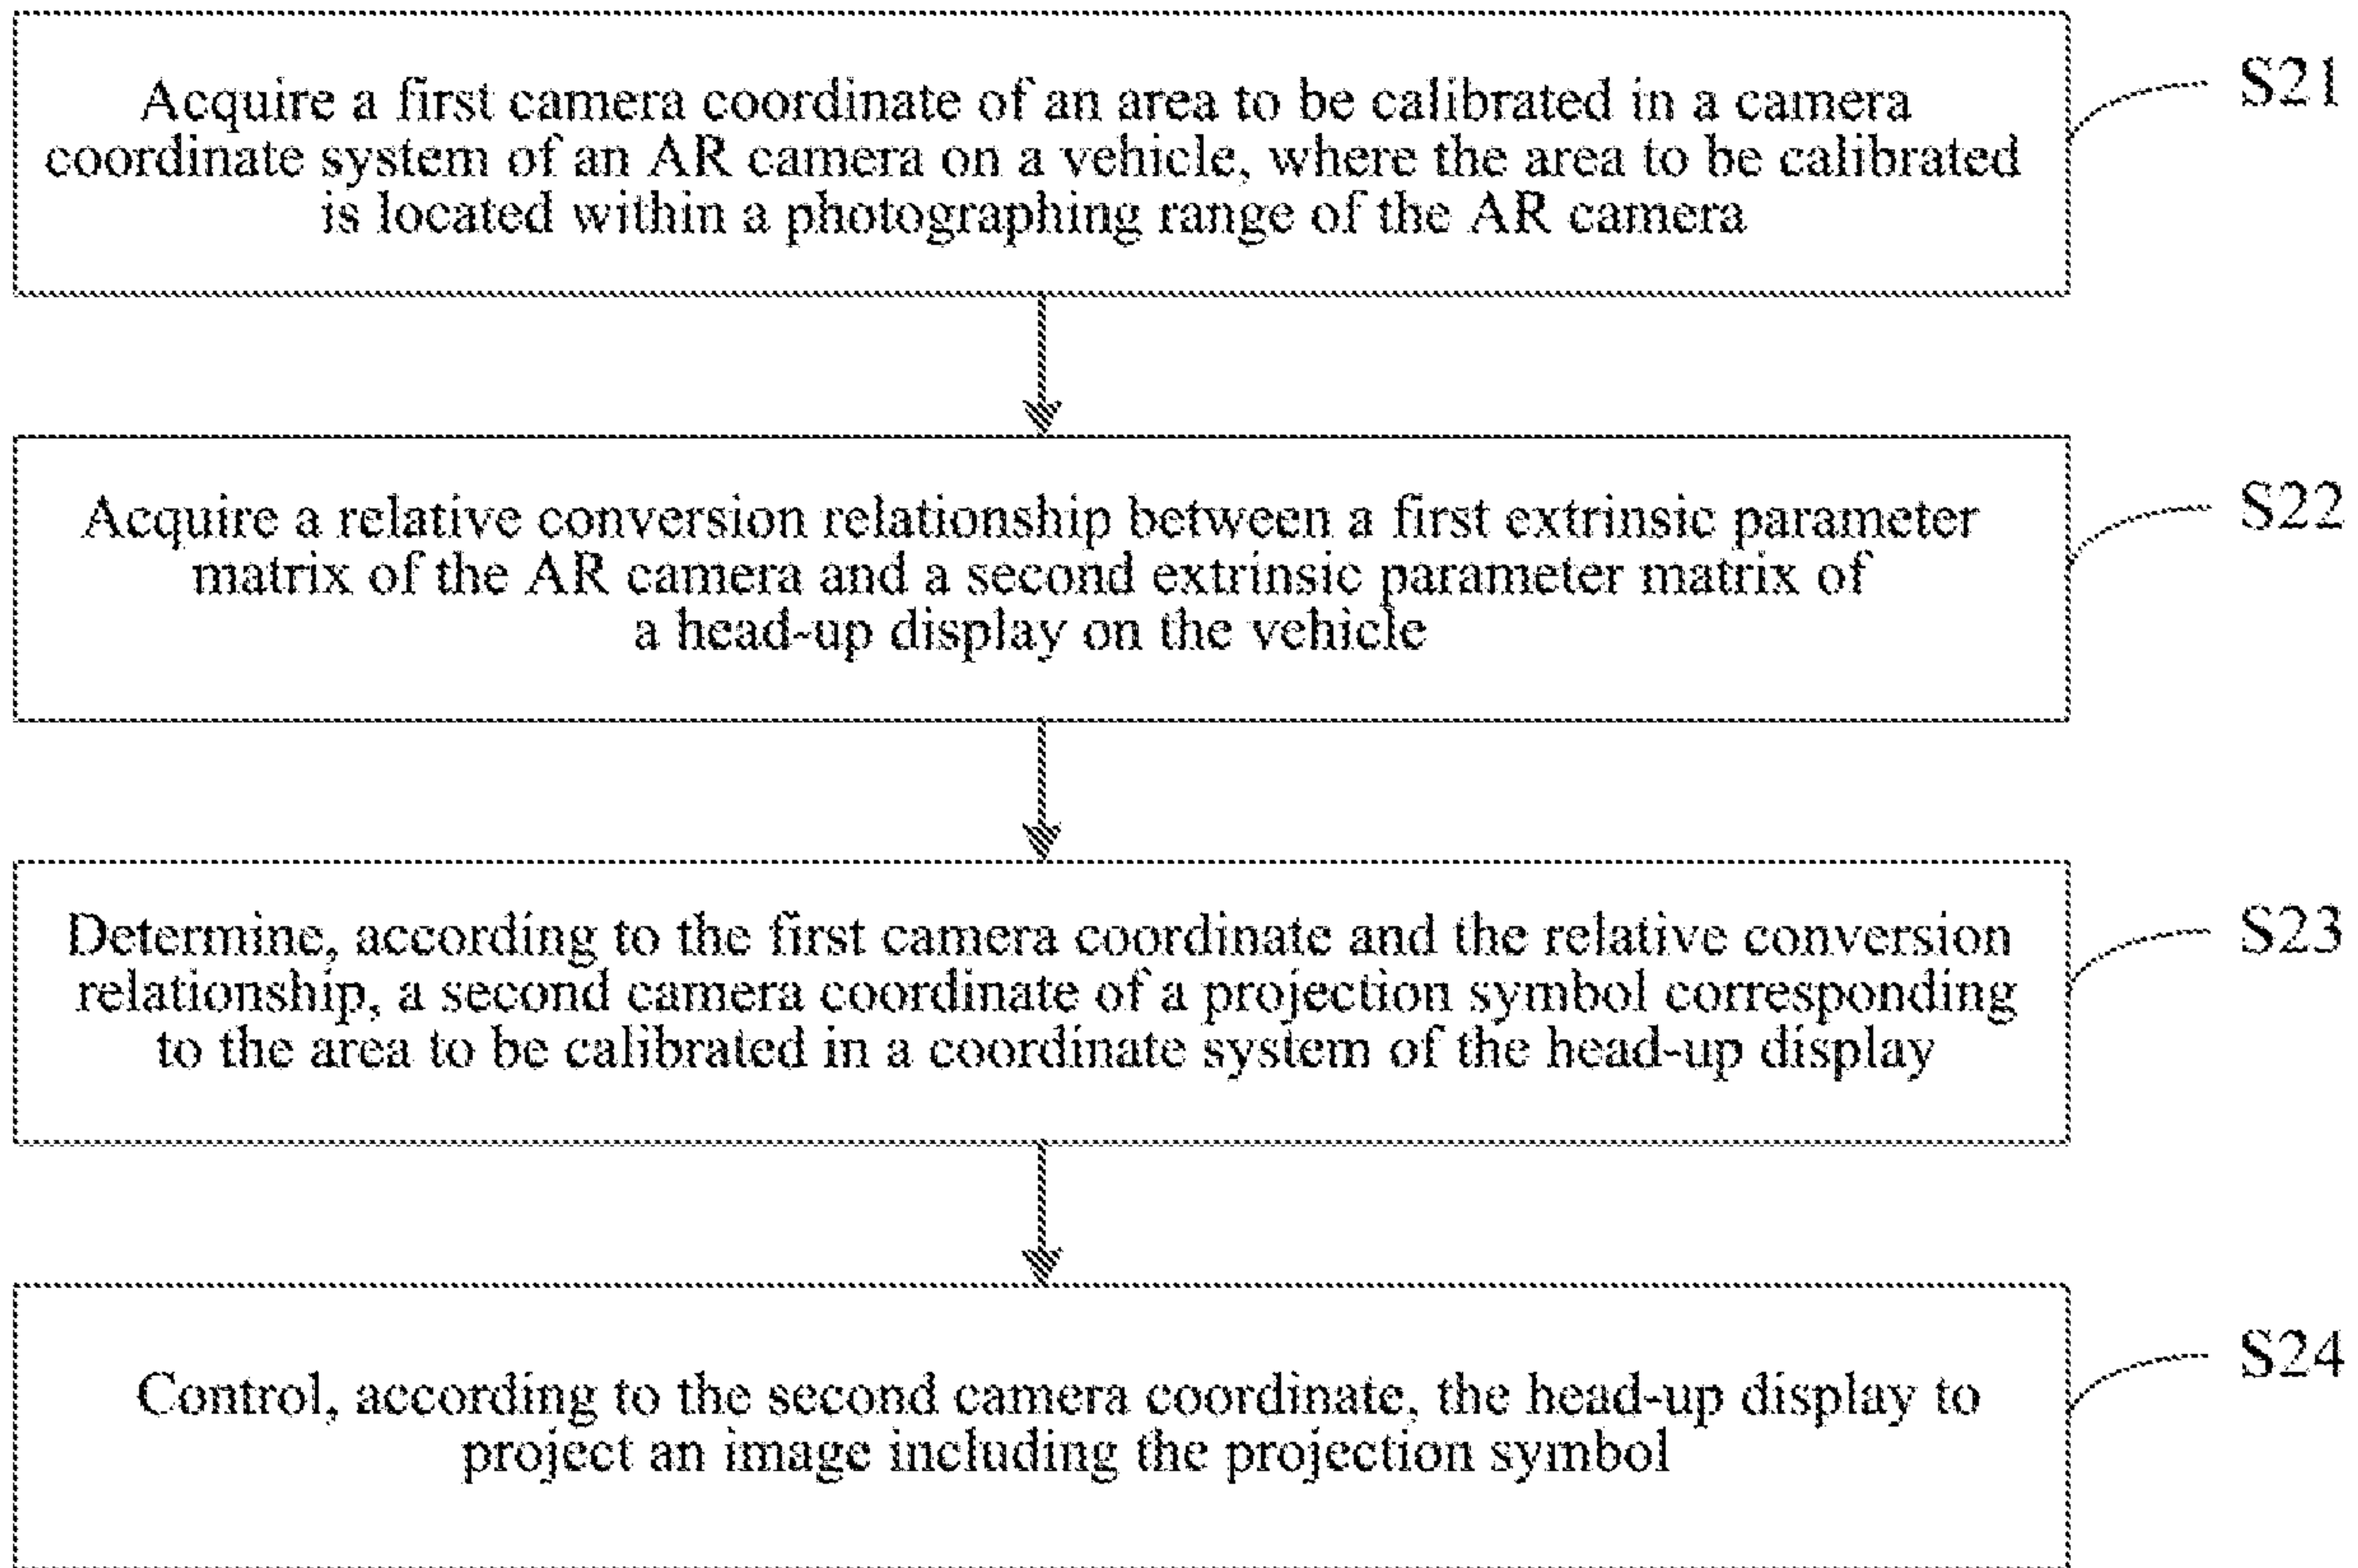 Acquire a first camera coordinate of an area to be calibrated in a camera
coordinate system of an AR camera on a vehicle, where the area to be calibrated
is located within a photographing range of the AR camera
S21
Acquire a relative conversion relationship between a first extrinsic parameter
matrix of the AR camera and a second extrinsic parameter matrix of
a head-up display on the vehicle
S22
Determine, according to the first camera coordinate and the relative conversion
relationship, a second camera coordinate of a projection symbol corresponding
to the area to be calibrated in a coordinate system of the head-up display
S23
Control, according to the second camera coordinate, the head-up display to
project an image including the projection symbol
S24